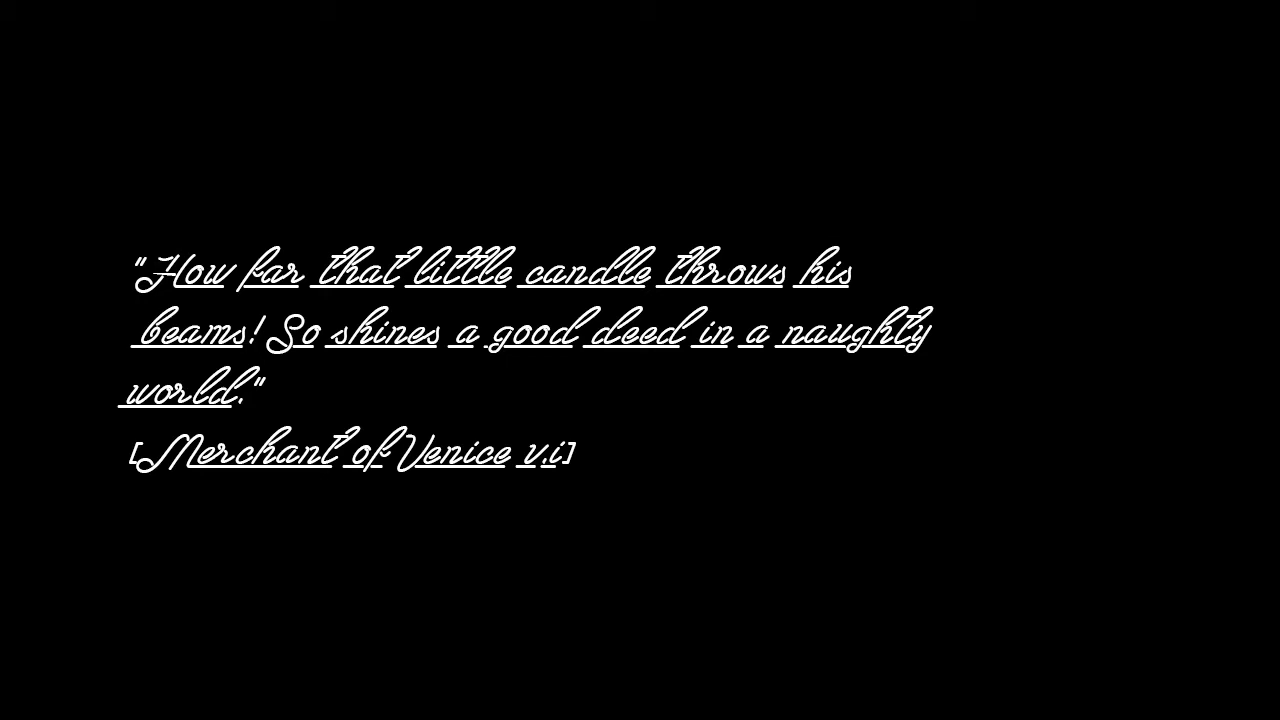 "How far that little candle throws his
beams! So shines a good deed in a naughty
world."
[Merchant of Venice v.i]